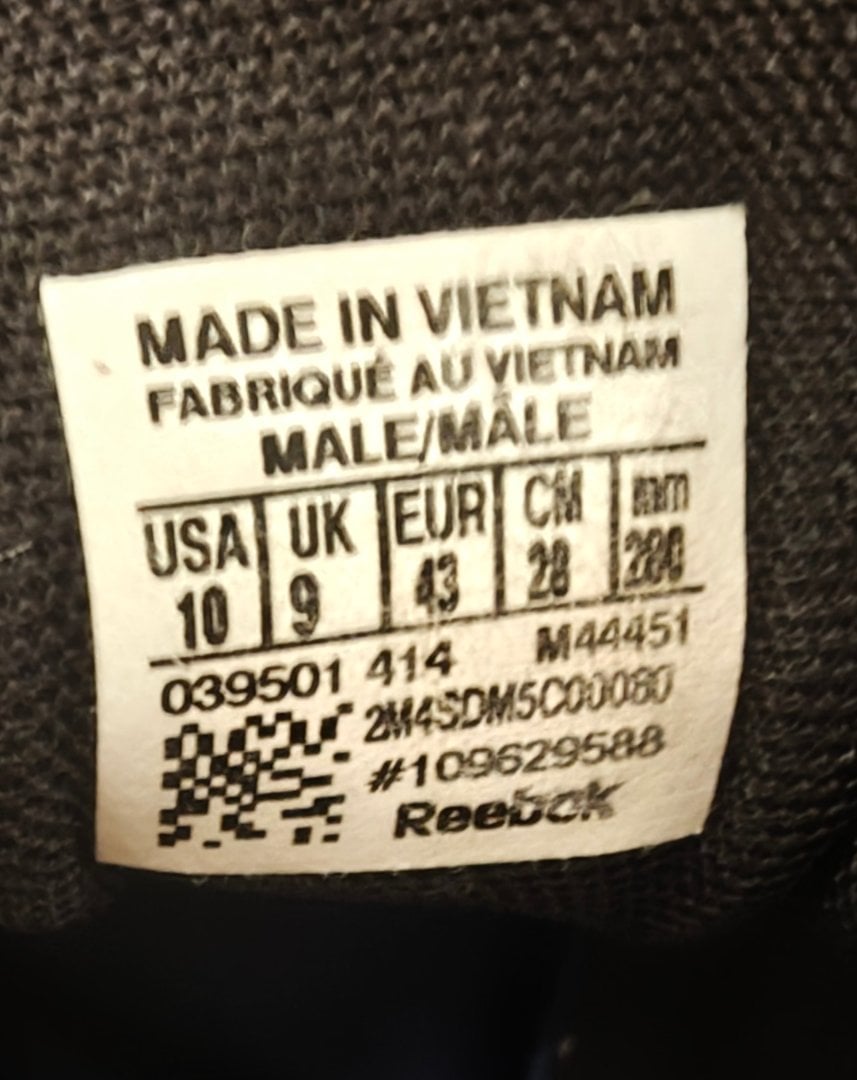 MADE IN VIETNAM
FABRIQUÉ AU VIETNAM
MALE/MÂLE
USA UK EUR CM mm
10 9 43 28 280
039501 414 M44451
2M4SDM5C00080
#109629588
Reebok